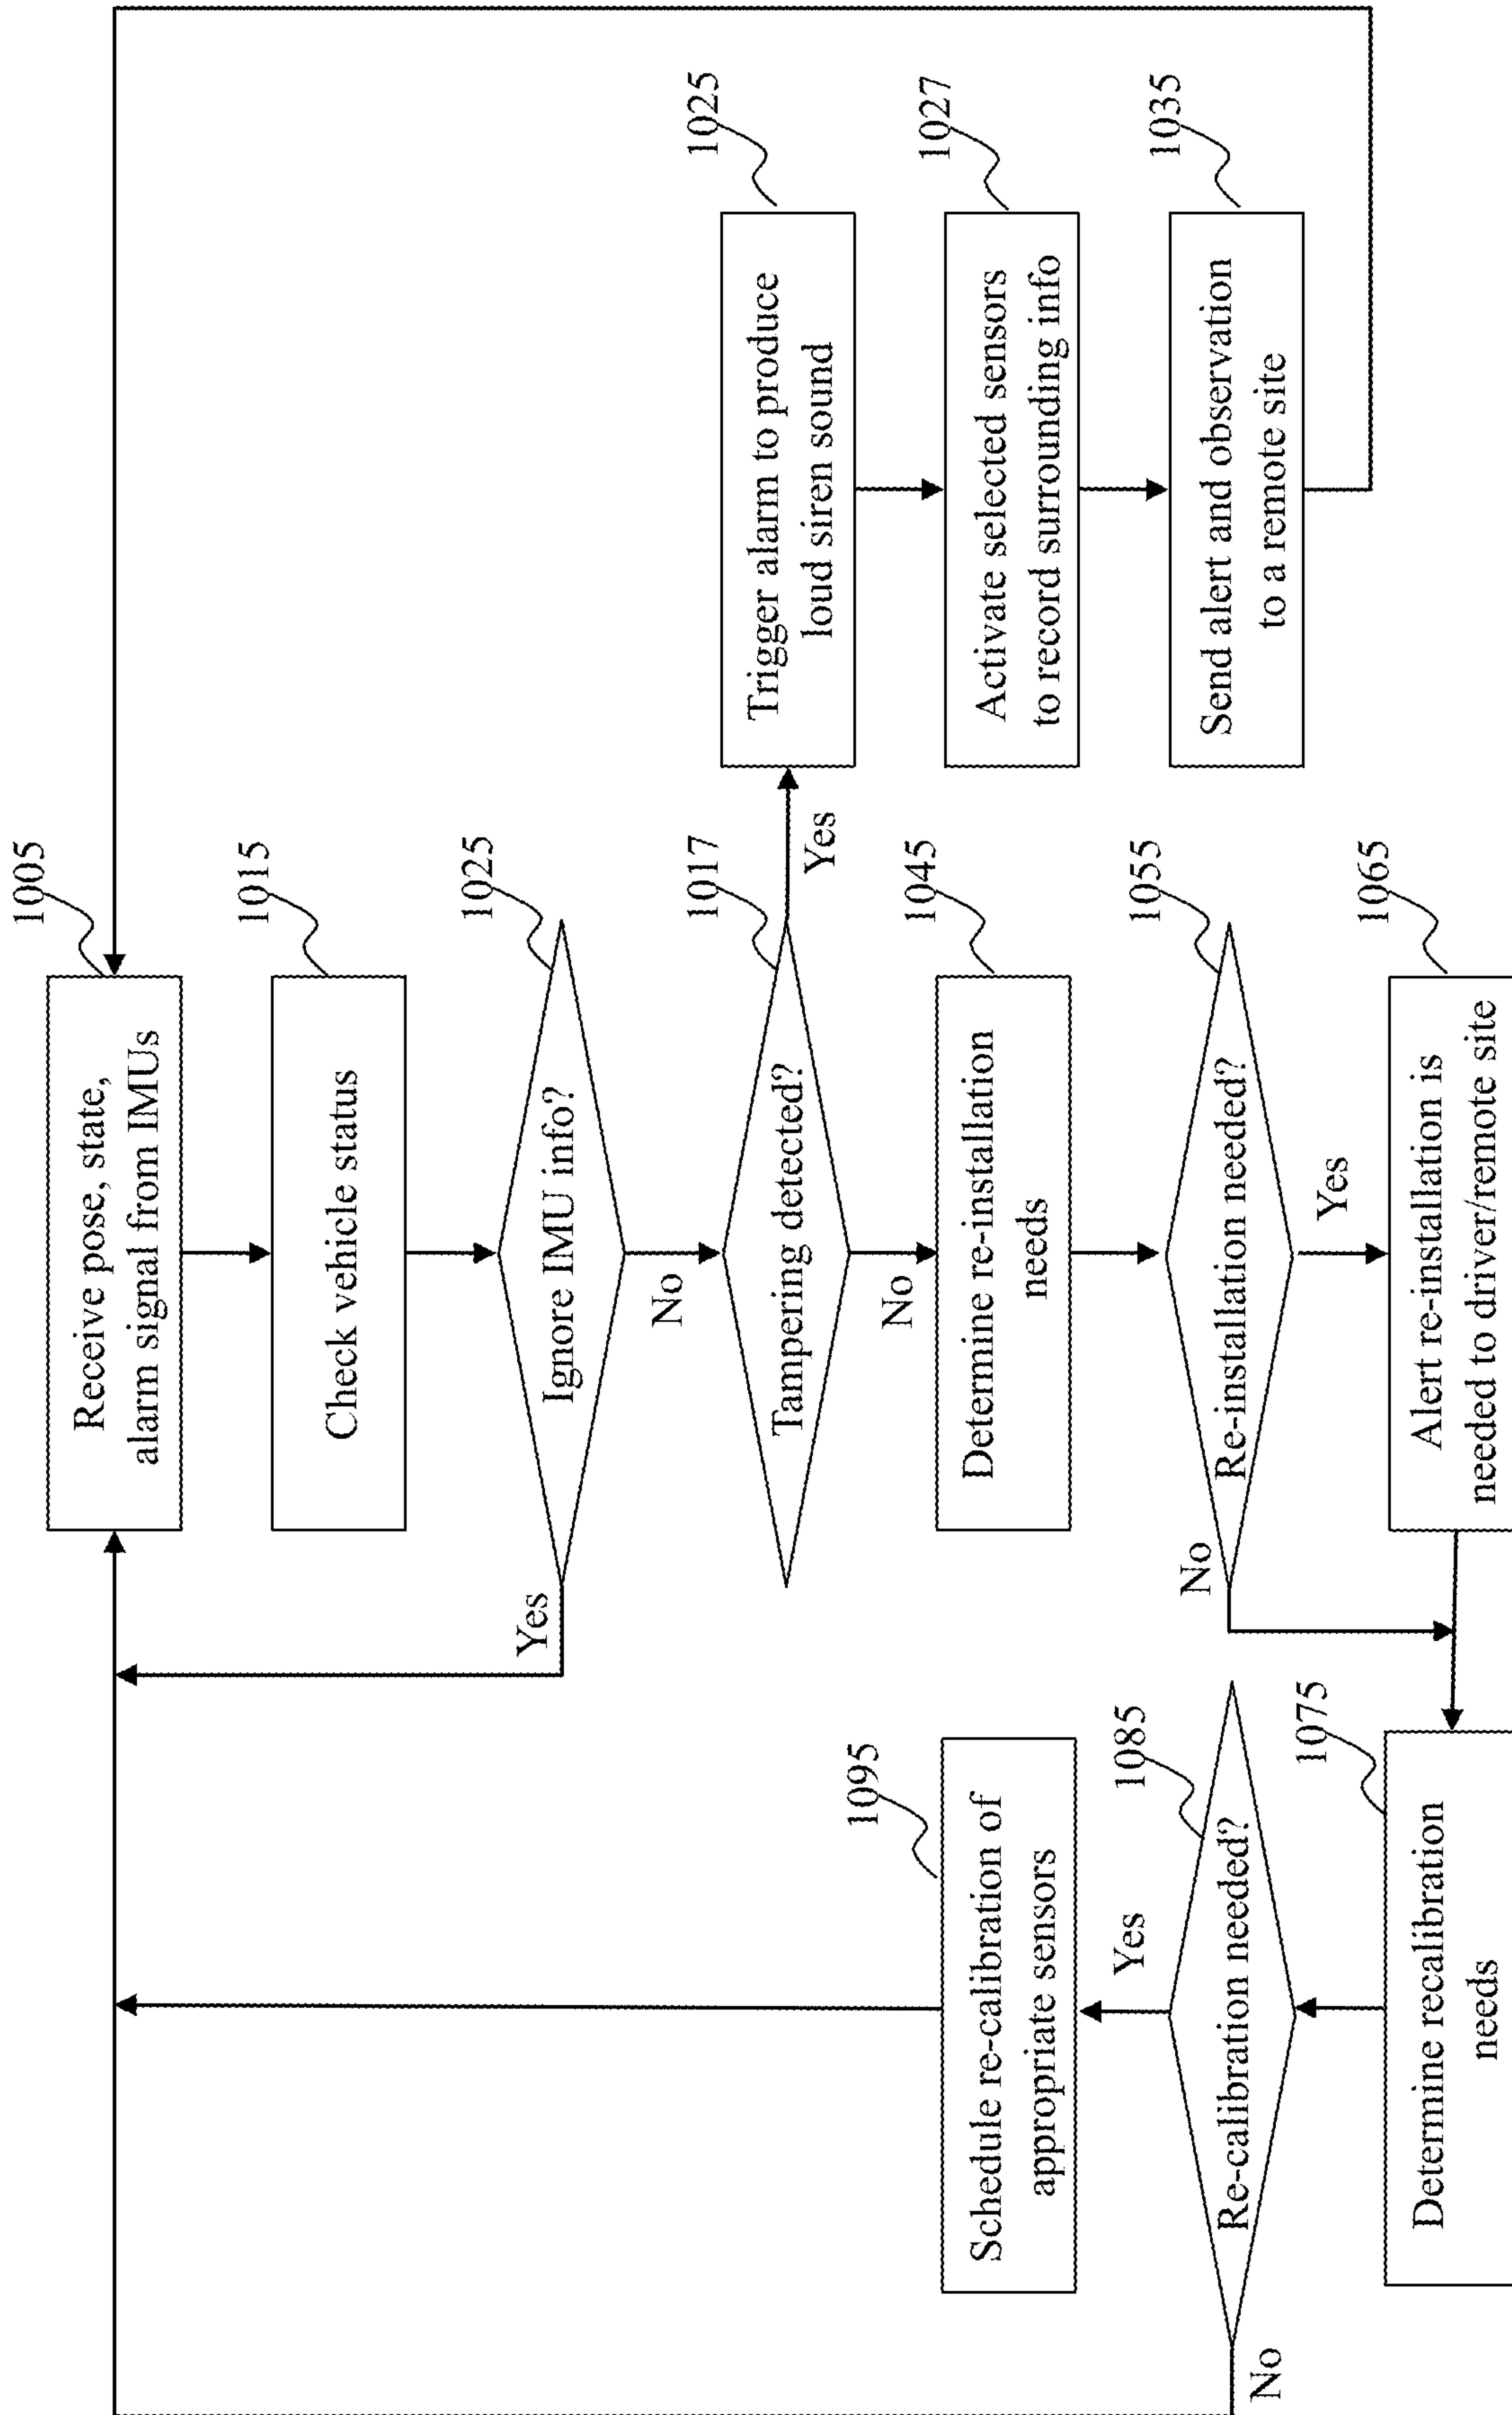 1005
Receive pose, state,
alarm signal from IMUs
1015
Check vehicle status
1025
Ignore IMU info?
Yes
No
1017
Tampering detected?
Yes
No
1025
Trigger alarm to produce
loud siren sound
1027
Activate selected sensors
to record surrounding info
1035
Send alert and observation
to a remote site
1045
Determine re-installation
needs
1055
Re-installation needed?
No
Yes
1065
Alert re-installation is
needed to driver/remote site
1075
Determine recalibration
needs
1085
Re-calibration needed?
Yes
No
1095
Schedule re-calibration of
appropriate sensors